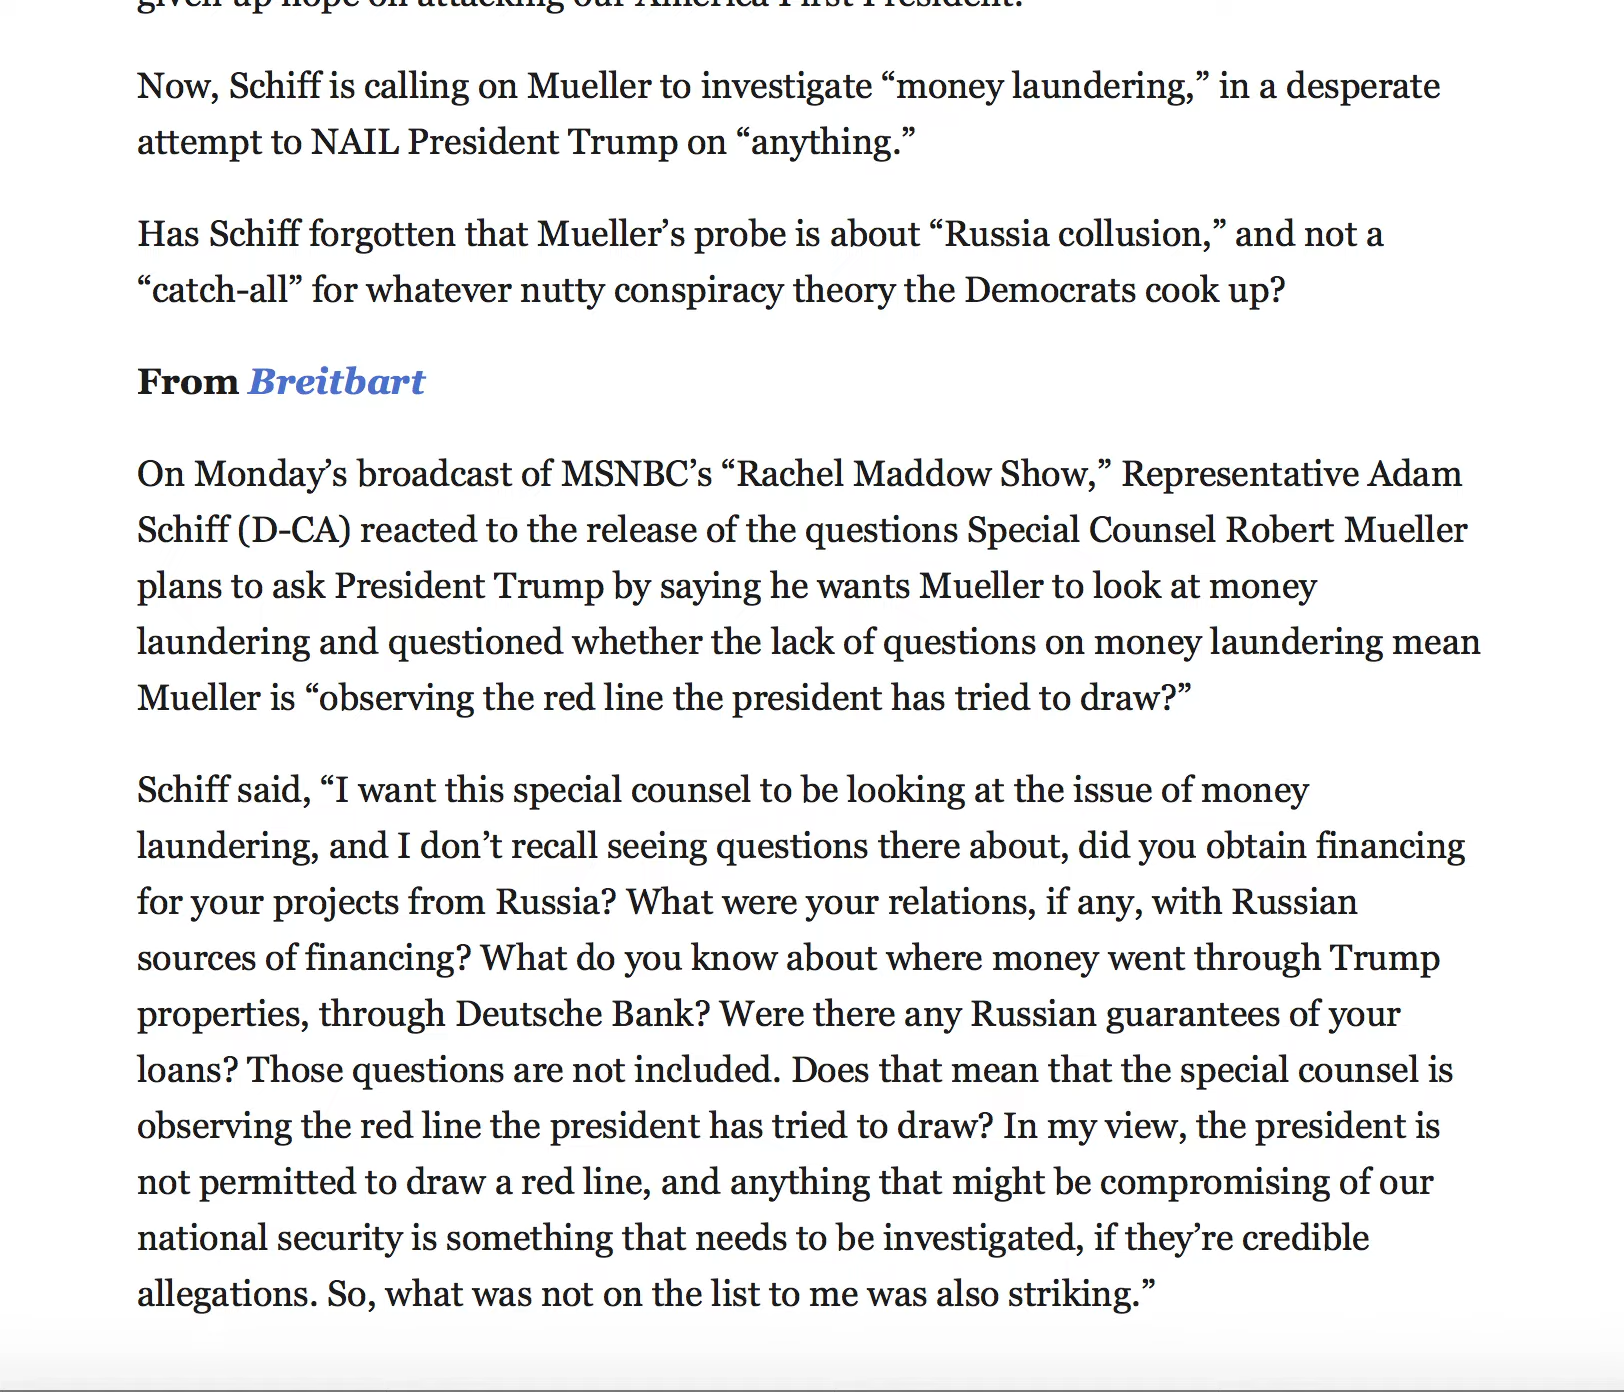 given up hope on attacking our America First President.
Now, Schiff is calling on Mueller to investigate “money laundering,” in a desperate
attempt to NAIL President Trump on “anything.”
Has Schiff forgotten that Mueller’s probe is about “Russia collusion,” and not a
“catch-all” for whatever nutty conspiracy theory the Democrats cook up?
From Breitbart
On Monday’s broadcast of MSNBC’s “Rachel Maddow Show,” Representative Adam
Schiff (D-CA) reacted to the release of the questions Special Counsel Robert Mueller
plans to ask President Trump by saying he wants Mueller to look at money
laundering and questioned whether the lack of questions on money laundering mean
Mueller is “observing the red line the president has tried to draw?”
Schiff said, “I want this special counsel to be looking at the issue of money
laundering, and I don’t recall seeing questions there about, did you obtain financing
for your projects from Russia? What were your relations, if any, with Russian
sources of financing? What do you know about where money went through Trump
properties, through Deutsche Bank? Were there any Russian guarantees of your
loans? Those questions are not included. Does that mean that the special counsel is
observing the red line the president has tried to draw? In my view, the president is
not permitted to draw a red line, and anything that might be compromising of our
national security is something that needs to be investigated, if they’re credible
allegations. So, what was not on the list to me was also striking.”